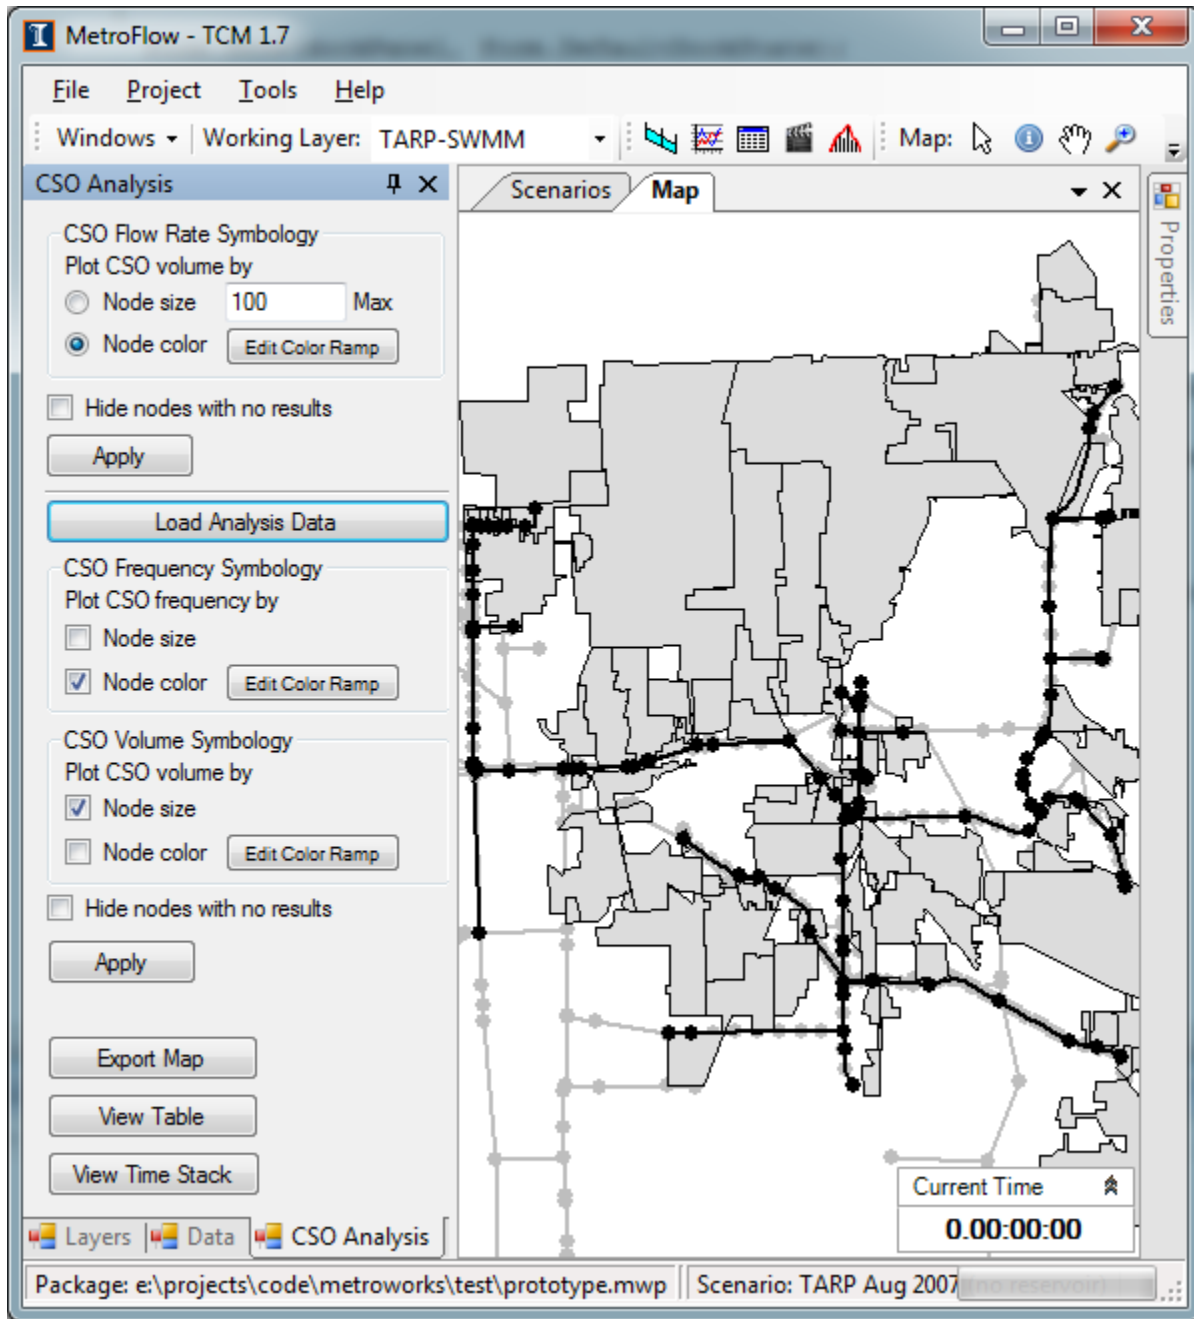 MetroFlow - TCM 1.7
File Project Tools Help
Windows Working Layer: TARP-SWMM Map:
CSO Analysis
Scenarios Map
Properties
CSO Flow Rate Symbology
Plot CSO volume by
Node size 100 Max
Node color Edit Color Ramp
Hide nodes with no results
Apply
Load Analysis Data
CSO Frequency Symbology
Plot CSO frequency by
Node size
Node color Edit Color Ramp
CSO Volume Symbology
Plot CSO volume by
Node size
Node color Edit Color Ramp
Hide nodes with no results
Apply
Export Map
View Table
View Time Stack
Current Time
0.00:00:00
Layers Data CSO Analysis
Package: e:\projects\code\metroworks\test\prototype.mwp Scenario: TARP Aug 2007 (no reservoir)